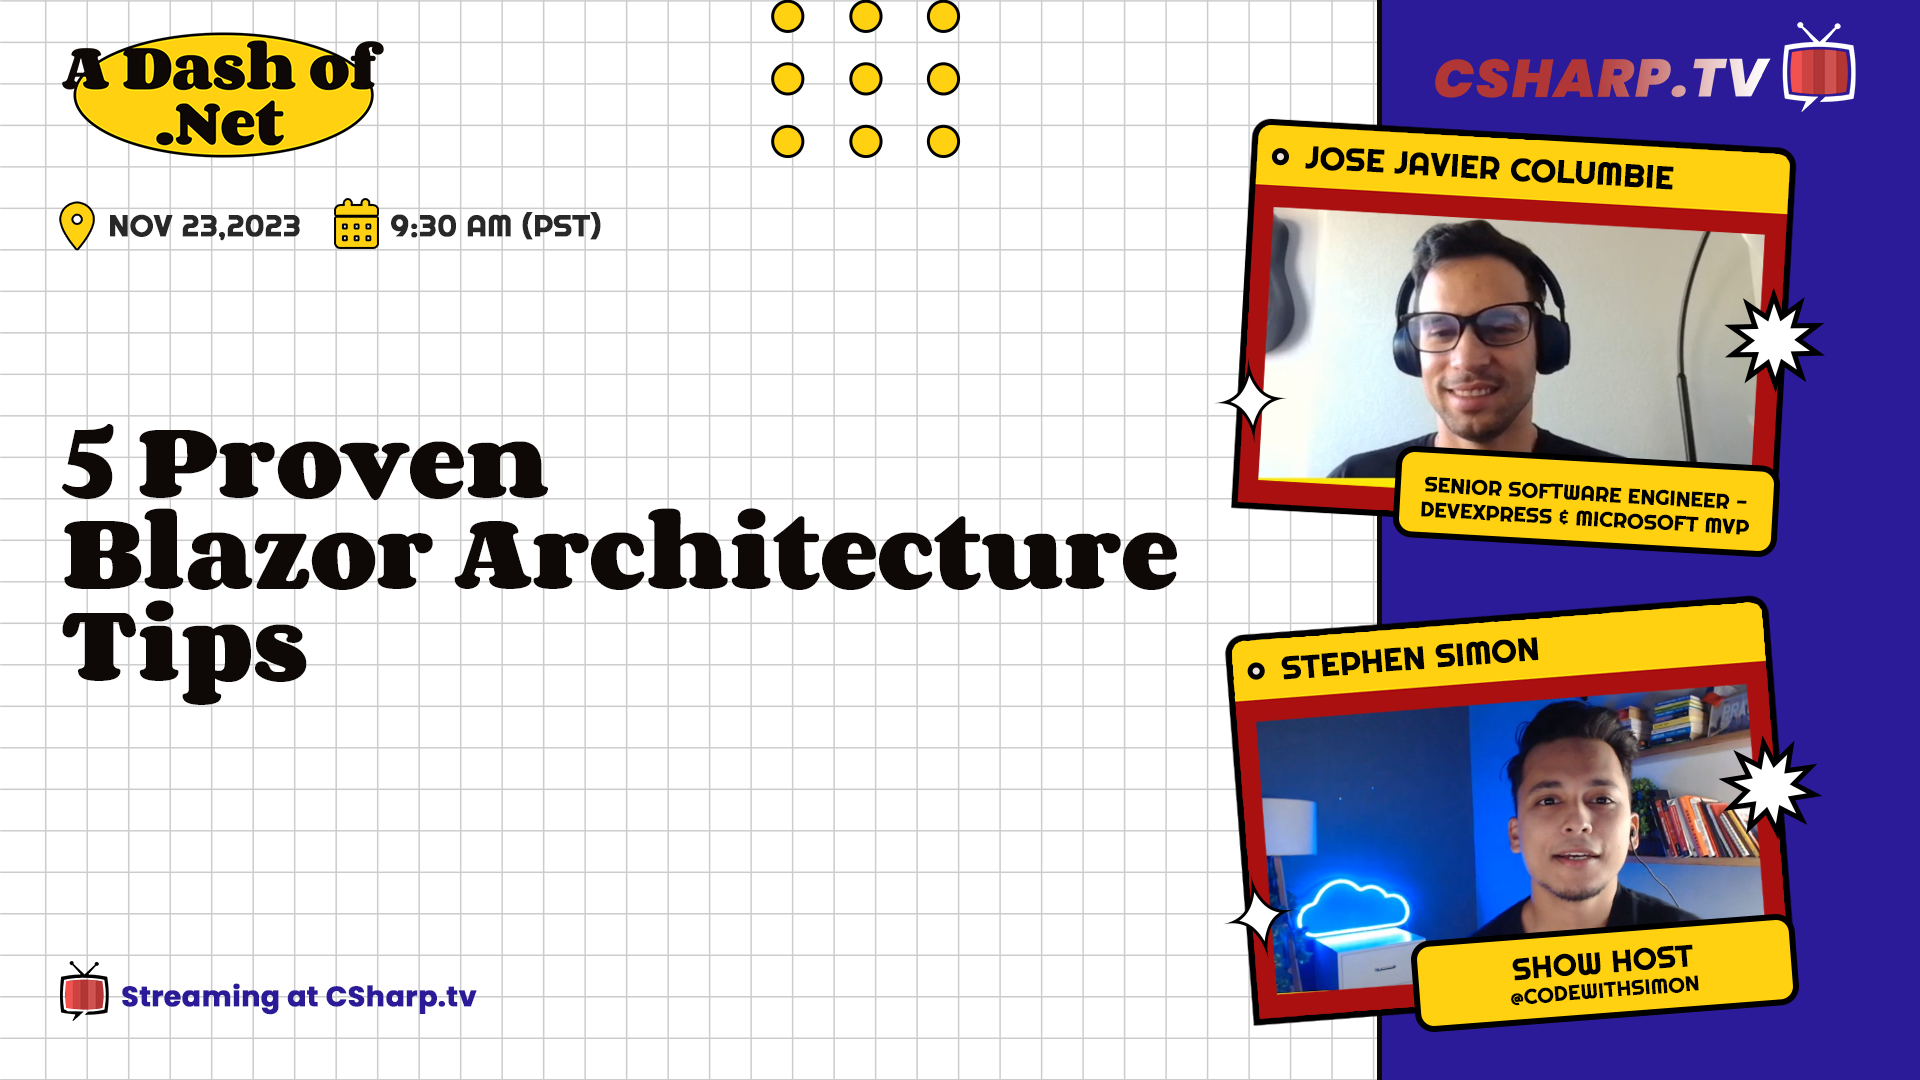 A Dash of
.Net
NOV 23,2023
9:30 AM (PST)
5 Proven
Blazor Architecture
Tips
Streaming at CSharp.tv
CSHARP.TV
JOSE JAVIER COLUMBIE
SENIOR SOFTWARE ENGINEER -
DEVEXPRESS & MICROSOFT MVP
STEPHEN SIMON
SHOW HOST
@CODEWITHSIMON